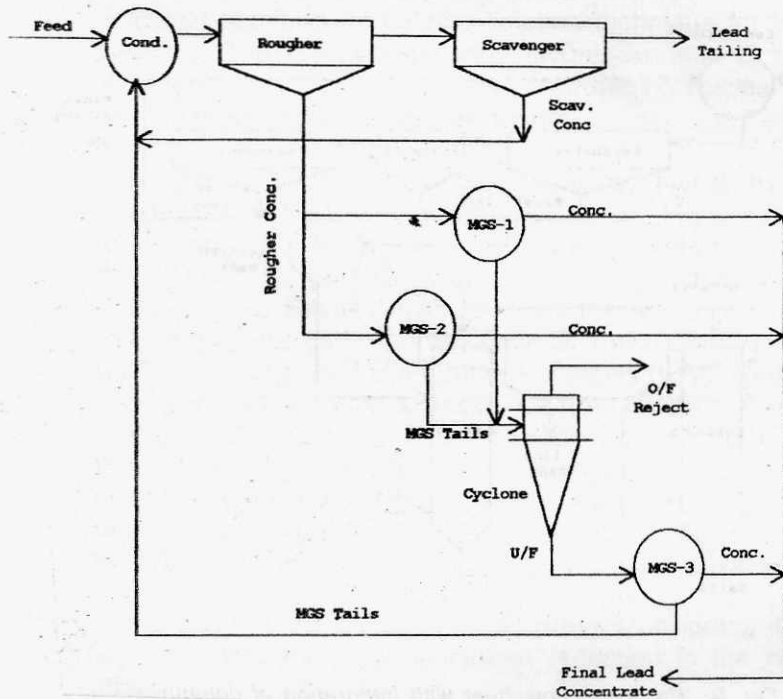 Feed
Cond.
Rougher
Scavenger
Lead
Tailing
Scav.
Conc
Rougher Conc.
MGS-1
Conc.
MGS-2
Conc.
O/F
Reject
MGS Tails
Cyclone
U/F
MGS-3
Conc.
MGS Tails
Final Lead
Concentrate